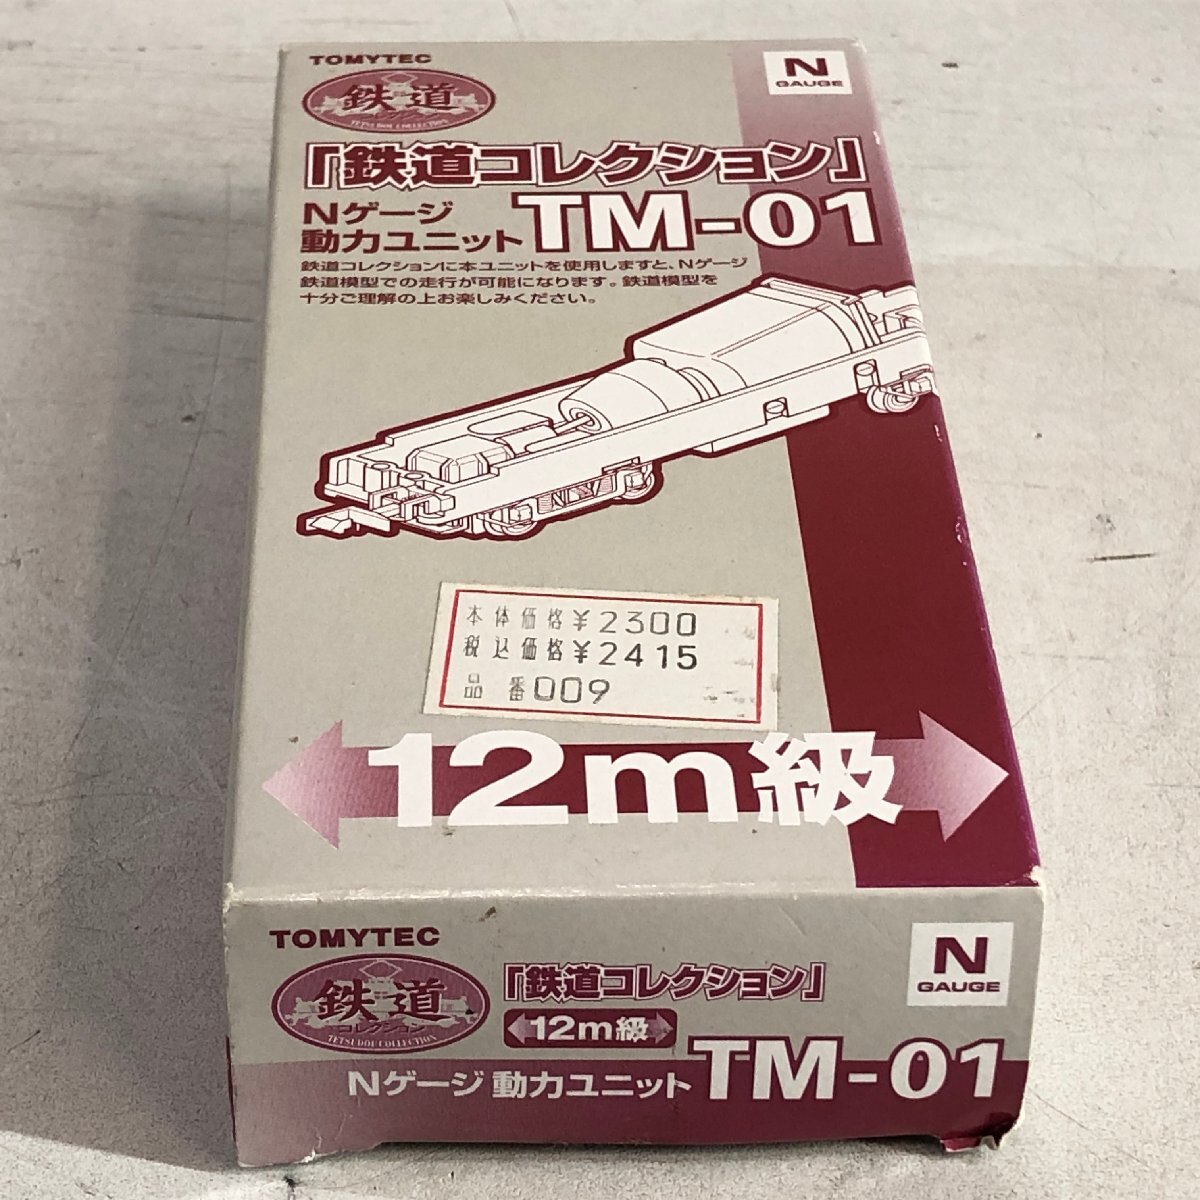 TOMYTEC
鉄道
TETSUDOU COLLECTION
N
GAUGE
「鉄道コレクション」
Nゲージ
動力ユニット TM-01
鉄道コレクションに本ユニットを使用しますと、Nゲージ
鉄道模型での走行が可能になります。鉄道模型を
十分ご理解の上お楽しみください。
本体価格¥2300
税込価格¥2415
品番009
12m級
TOMYTEC
鉄道
コレクション
TETSUDOU COLLECTION
「鉄道コレクション」
N
GAUGE
12m級
Nゲージ 動力ユニット TM-01